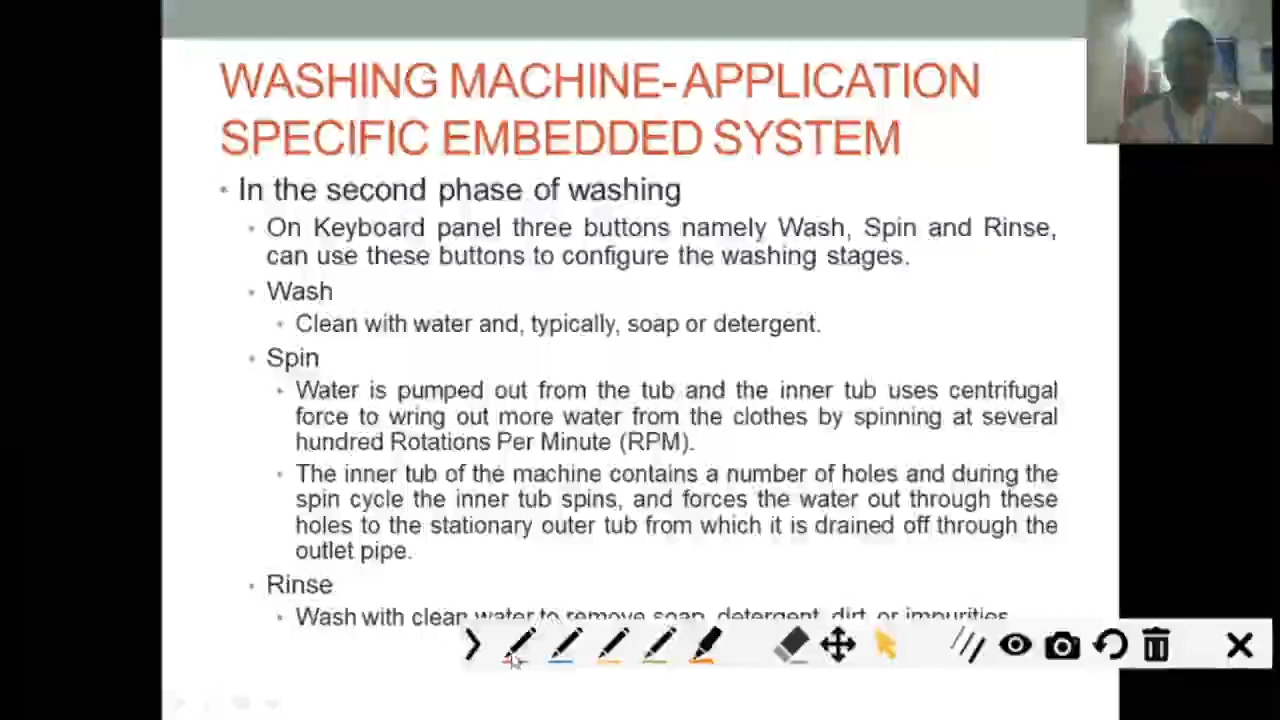 WASHING MACHINE- APPLICATION
SPECIFIC EMBEDDED SYSTEM
• In the second phase of washing
• On Keyboard panel three buttons namely Wash, Spin and Rinse,
can use these buttons to configure the washing stages.
• Wash
• Clean with water and, typically, soap or detergent.
• Spin
• Water is pumped out from the tub and the inner tub uses centrifugal
force to wring out more water from the clothes by spinning at several
hundred Rotations Per Minute (RPM).
• The inner tub of the machine contains a number of holes and during the
spin cycle the inner tub spins, and forces the water out through these
holes to the stationary outer tub from which it is drained off through the
outlet pipe.
• Rinse
• Wash with clean water to remove soap, detergent, dirt, or impurities